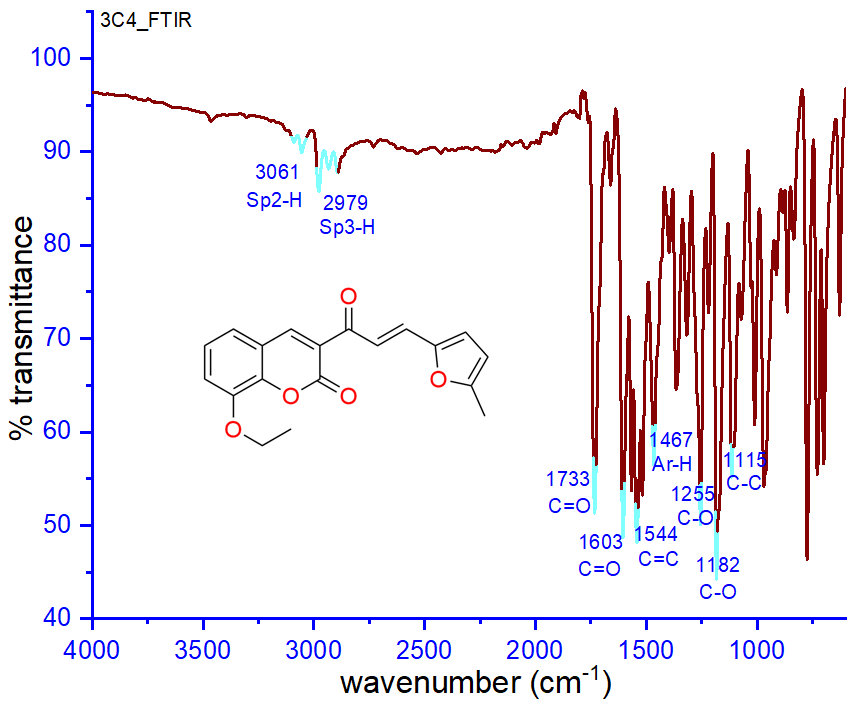 3C4_FTIR
% transmittance
100
90
80
70
60
50
40
3061
Sp2-H
2979
Sp3-H
O
O
O
O
O
1733
C=O
1603
C=O
1544
C=C
1467
Ar-H
1255
C-O
1182
C-O
1115
C-C
4000 3500 3000 2500 2000 1500 1000
wavenumber (cm⁻¹)